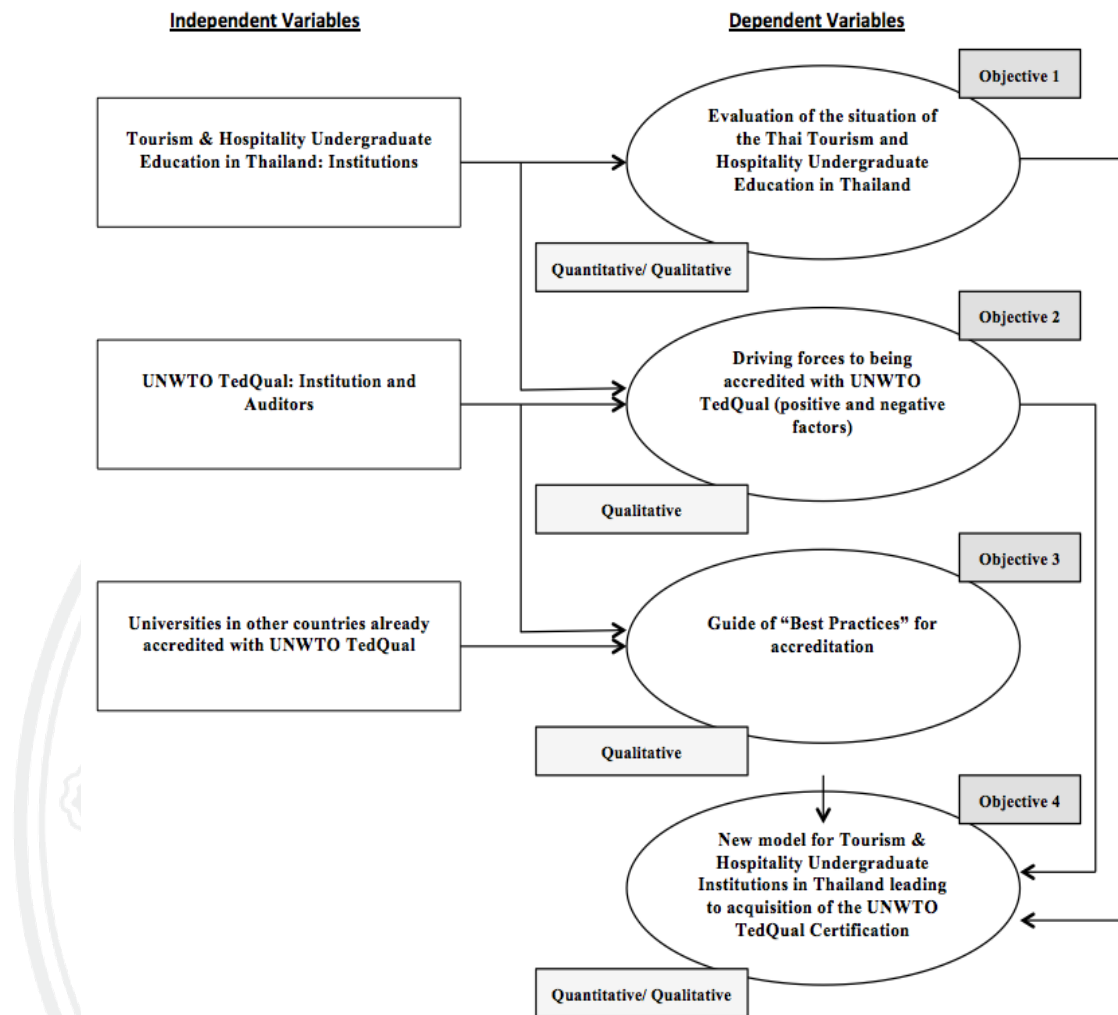 Independent Variables
Dependent Variables
Objective 1
Tourism & Hospitality Undergraduate
Education in Thailand: Institutions
Evaluation of the situation of
the Thai Tourism and
Hospitality Undergraduate
Education in Thailand
Quantitative/ Qualitative
Objective 2
UNWTO TedQual: Institution and
Auditors
Driving forces to being
accredited with UNWTO
TedQual (positive and negative
factors)
Qualitative
Objective 3
Universities in other countries already
accredited with UNWTO TedQual
Guide of “Best Practices” for
accreditation
Qualitative
Objective 4
New model for Tourism &
Hospitality Undergraduate
Institutions in Thailand leading
to acquisition of the UNWTO
TedQual Certification
Quantitative/ Qualitative